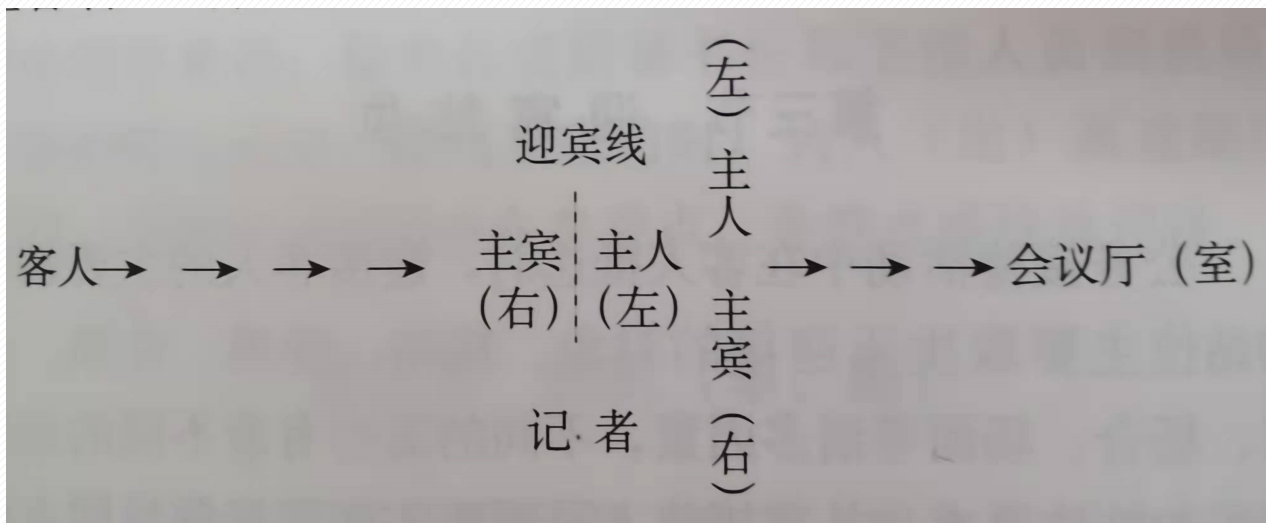 迎宾线
(左)主人
客人→ → → → 主宾 主人 → → → 会议厅（室）
(右) (左)
主宾(右)
记者